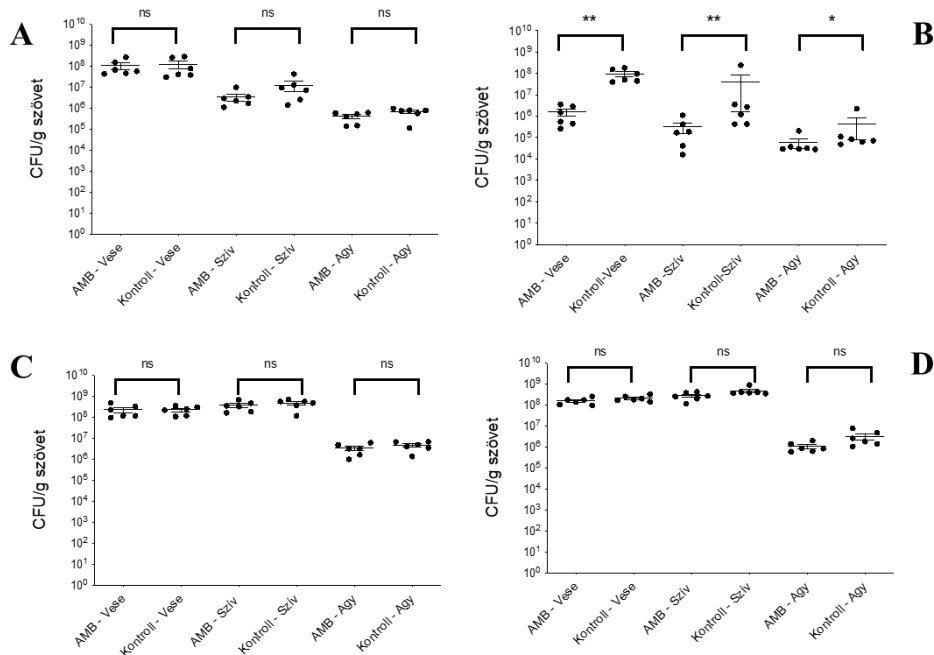 A
CFU/g szövet
ns
ns
ns
10^10
10^9
10^8
10^7
10^6
10^5
10^4
10^3
10^2
10^1
10^0
AMB - Vese
Kontroll - Vese
AMB - Szív
Kontroll - Szív
AMB - Agy
Kontroll - Agy
B
CFU/g szövet
**
**
*
10^10
10^9
10^8
10^7
10^6
10^5
10^4
10^3
10^2
10^1
10^0
AMB - Vese
Kontroll-Vese
AMB -Szív
Kontroll-Szív
AMB - Agy
Kontroll - Agy
C
CFU/g szövet
ns
ns
ns
10^10
10^9
10^8
10^7
10^6
10^5
10^4
10^3
10^2
10^1
10^0
AMB - Vese
Kontroll - Vese
AMB - Szív
Kontroll - Szív
AMB - Agy
Kontroll - Agy
D
CFU/g szövet
ns
ns
ns
10^10
10^9
10^8
10^7
10^6
10^5
10^4
10^3
10^2
10^1
10^0
AMB - Vese
Kontroll - Vese
AMB - Szív
Kontroll - Szív
AMB - Agy
Kontroll - Agy